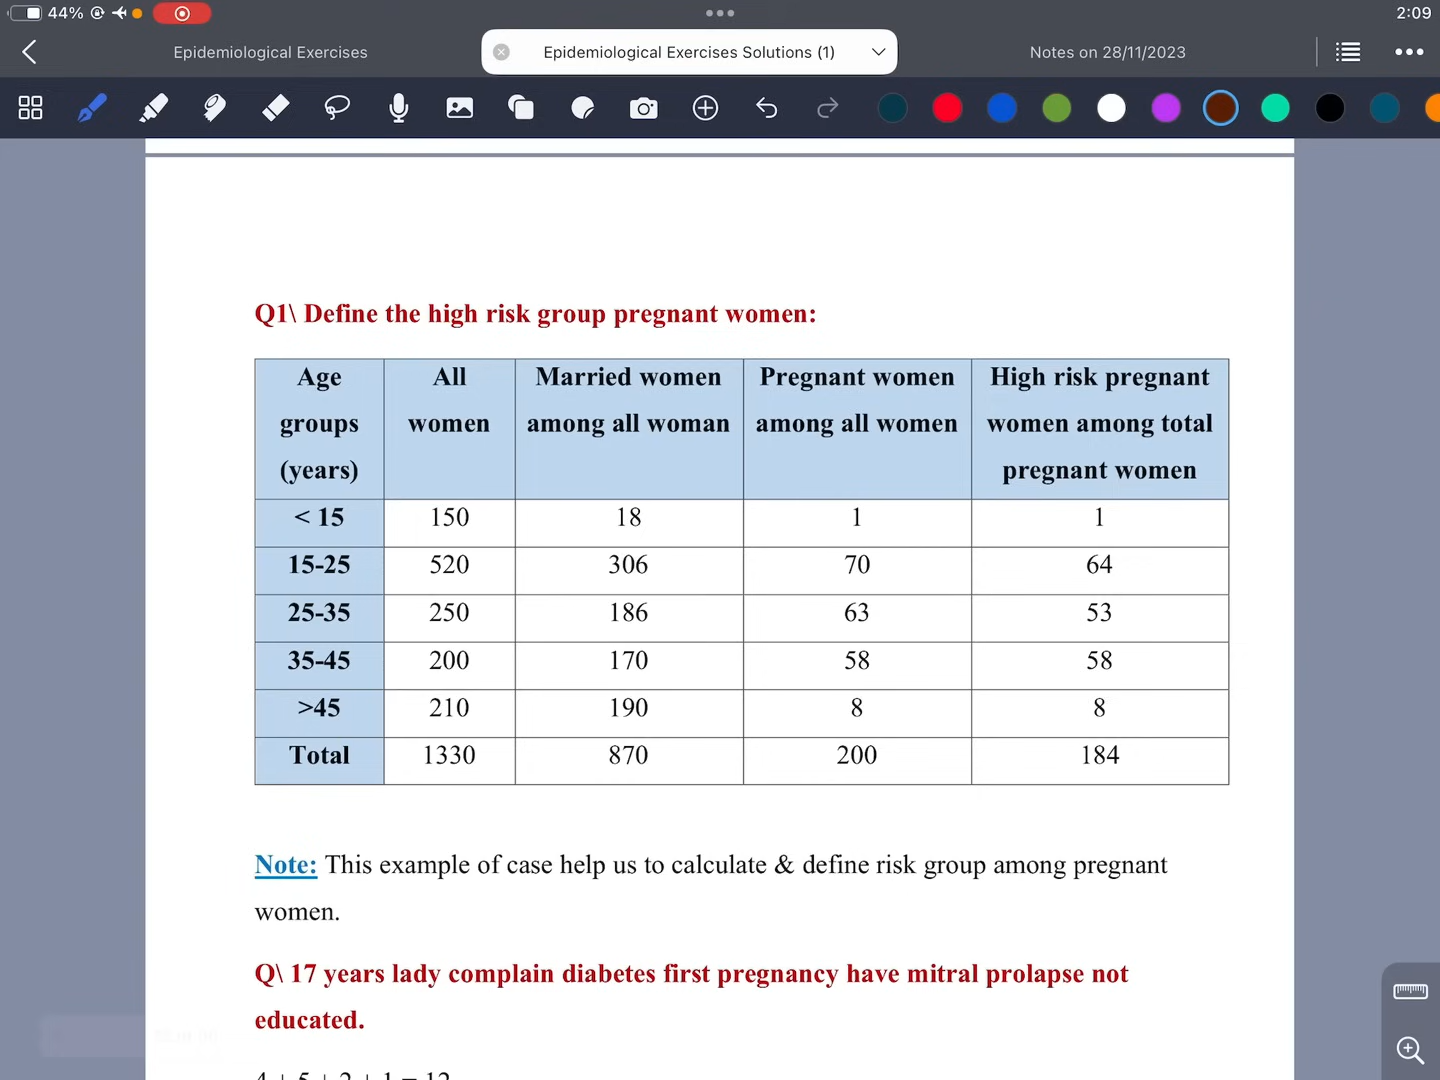 44% 2:09
Epidemiological Exercises Epidemiological Exercises Solutions (1) Notes on 28/11/2023
Q1\ Define the high risk group pregnant women:
Age groups (years) All women Married women among all woman Pregnant women among all women High risk pregnant women among total pregnant women
< 15 150 18 1 1
15-25 520 306 70 64
25-35 250 186 63 53
35-45 200 170 58 58
>45 210 190 8 8
Total 1330 870 200 184
Note: This example of case help us to calculate & define risk group among pregnant
women.
Q\ 17 years lady complain diabetes first pregnancy have mitral prolapse not
educated.
4 + 5 + 2 + 1 = 12